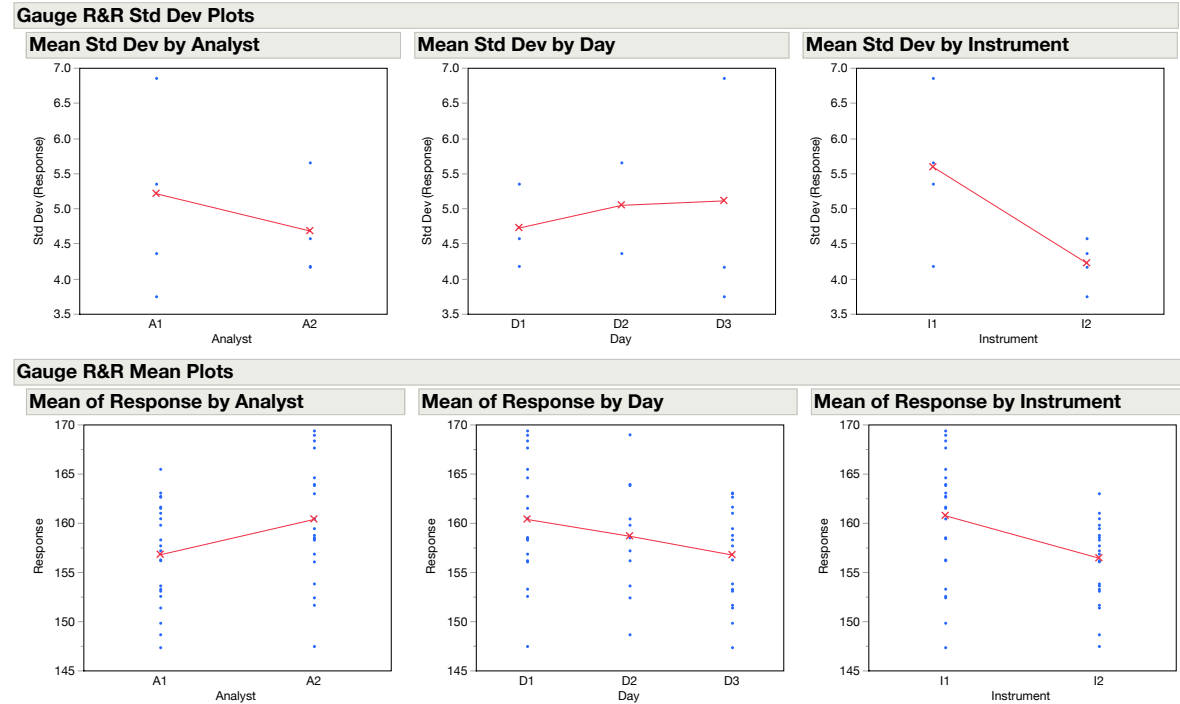 Gauge R&R Std Dev Plots
Mean Std Dev by Analyst
Mean Std Dev by Day
Mean Std Dev by Instrument
7.0
6.5
6.0
5.5
5.0
4.5
4.0
3.5
Std Dev (Response)
A1 A2
Analyst
7.0
6.5
6.0
5.5
5.0
4.5
4.0
3.5
Std Dev (Response)
D1 D2 D3
Day
7.0
6.5
6.0
5.5
5.0
4.5
4.0
3.5
Std Dev (Response)
I1 I2
Instrument
Gauge R&R Mean Plots
Mean of Response by Analyst
Mean of Response by Day
Mean of Response by Instrument
170
165
160
155
150
145
Response
A1 A2
Analyst
170
165
160
155
150
145
Response
D1 D2 D3
Day
170
165
160
155
150
145
Response
I1 I2
Instrument